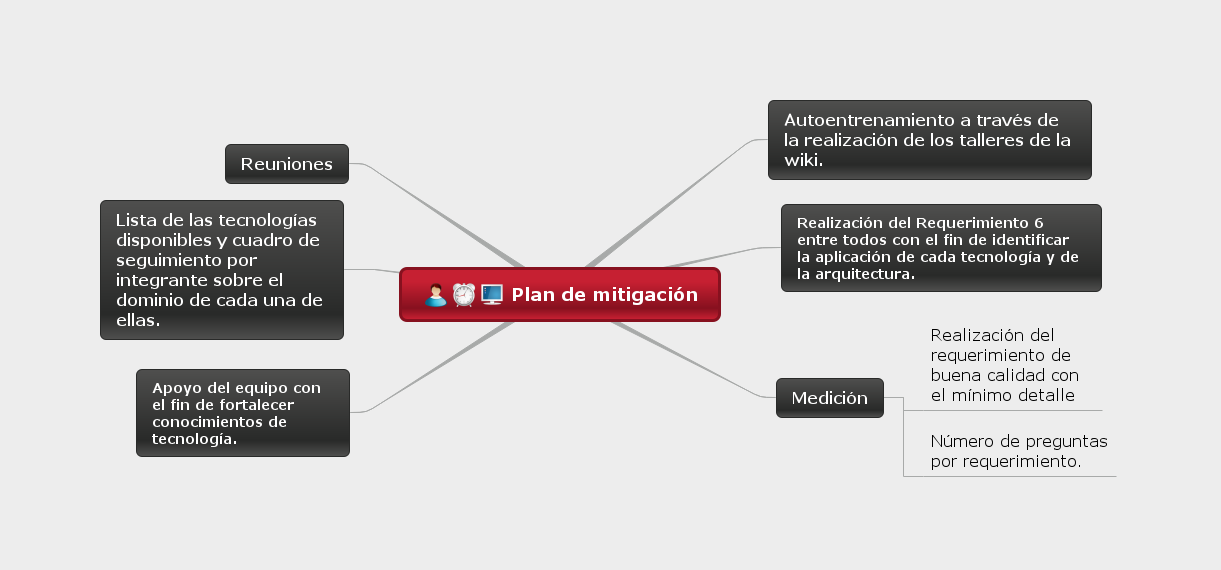 Plan de mitigación
Autoentrenamiento a través de
la realización de los talleres de la
wiki.
Realización del Requerimiento 6
entre todos con el fin de identificar
la aplicación de cada tecnología y de
la arquitectura.
Medición
Realización del
requerimiento de
buena calidad con
el mínimo detalle
Número de preguntas
por requerimiento.
Reuniones
Lista de las tecnologías
disponibles y cuadro de
seguimiento por
integrante sobre el
dominio de cada una de
ellas.
Apoyo del equipo con
el fin de fortalecer
conocimientos de
tecnología.